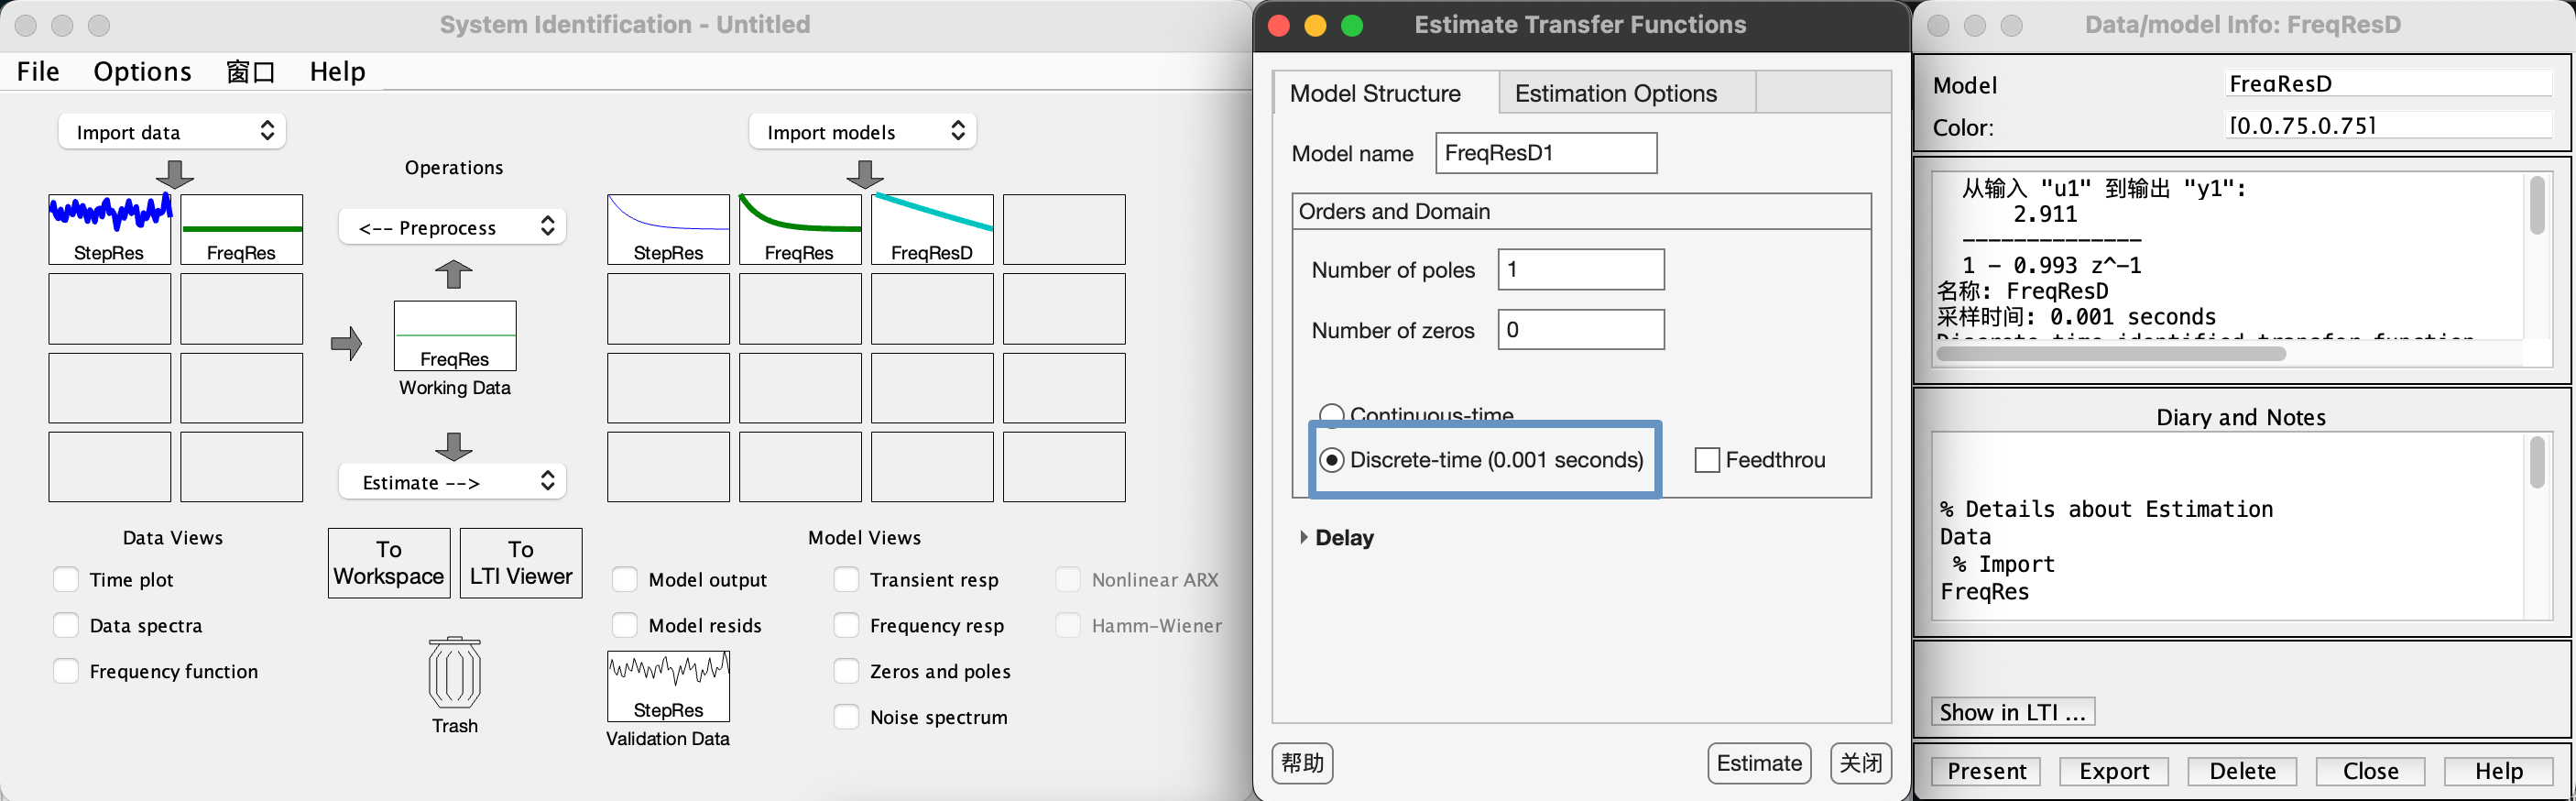 System Identification - Untitled
File Options 窗口 Help
Import data
Import models
Operations
StepRes
FreqRes
<-- Preprocess
StepRes
FreqRes
FreqResD
FreqRes
Working Data
Estimate -->
Data Views
To
Workspace
To
LTI Viewer
Model Views
Time plot
Data spectra
Frequency function
Trash
Model output
Model resids
StepRes
Validation Data
Transient resp
Frequency resp
Zeros and poles
Noise spectrum
Nonlinear ARX
Hamm-Wiener
Estimate Transfer Functions
Model Structure
Estimation Options
Model name FreqResD1
Orders and Domain
Number of poles 1
Number of zeros 0
Continuous-time
Discrete-time (0.001 seconds) Feedthrou
Delay
帮助
Estimate
关闭
Data/model Info: FreqResD
Model FreqResD
Color: [0,0.75,0.75]
从输入 "u1" 到输出 "y1":
2.911
--------------
1 - 0.993 z^-1
名称: FreqResD
采样时间: 0.001 seconds
Discrete-time identified transfer function
Diary and Notes
% Details about Estimation
Data
% Import
FreqRes
Show in LTI ...
Present Export Delete Close Help